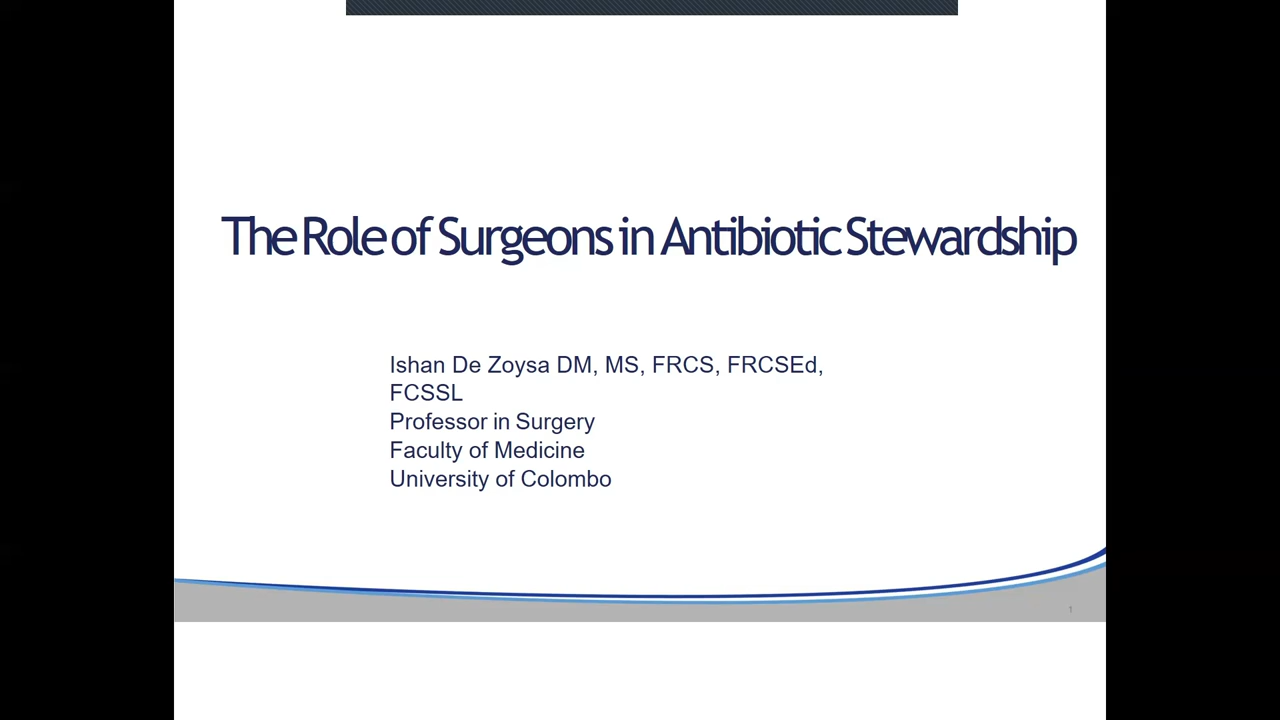 The Role of Surgeons in Antibiotic Stewardship
Ishan De Zoysa DM, MS, FRCS, FRCSEd,
FCSSL
Professor in Surgery
Faculty of Medicine
University of Colombo
1